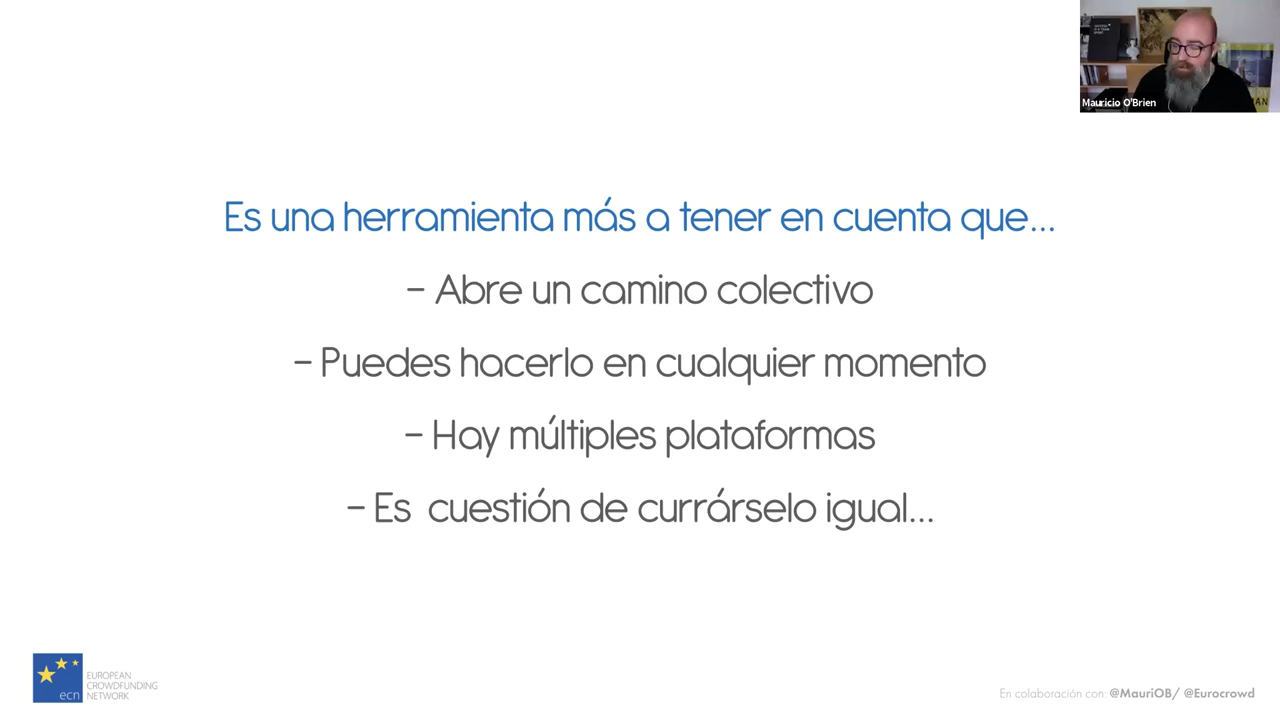 Mauricio O'Brien
Es una herramienta más a tener en cuenta que...
- Abre un camino colectivo
- Puedes hacerlo en cualquier momento
- Hay múltiples plataformas
- Es cuestión de currárselo igual...
ecn
EUROPEAN
CROWDFUNDING
NETWORK
En colaboración con: @MauriOB/ @Eurocrowd